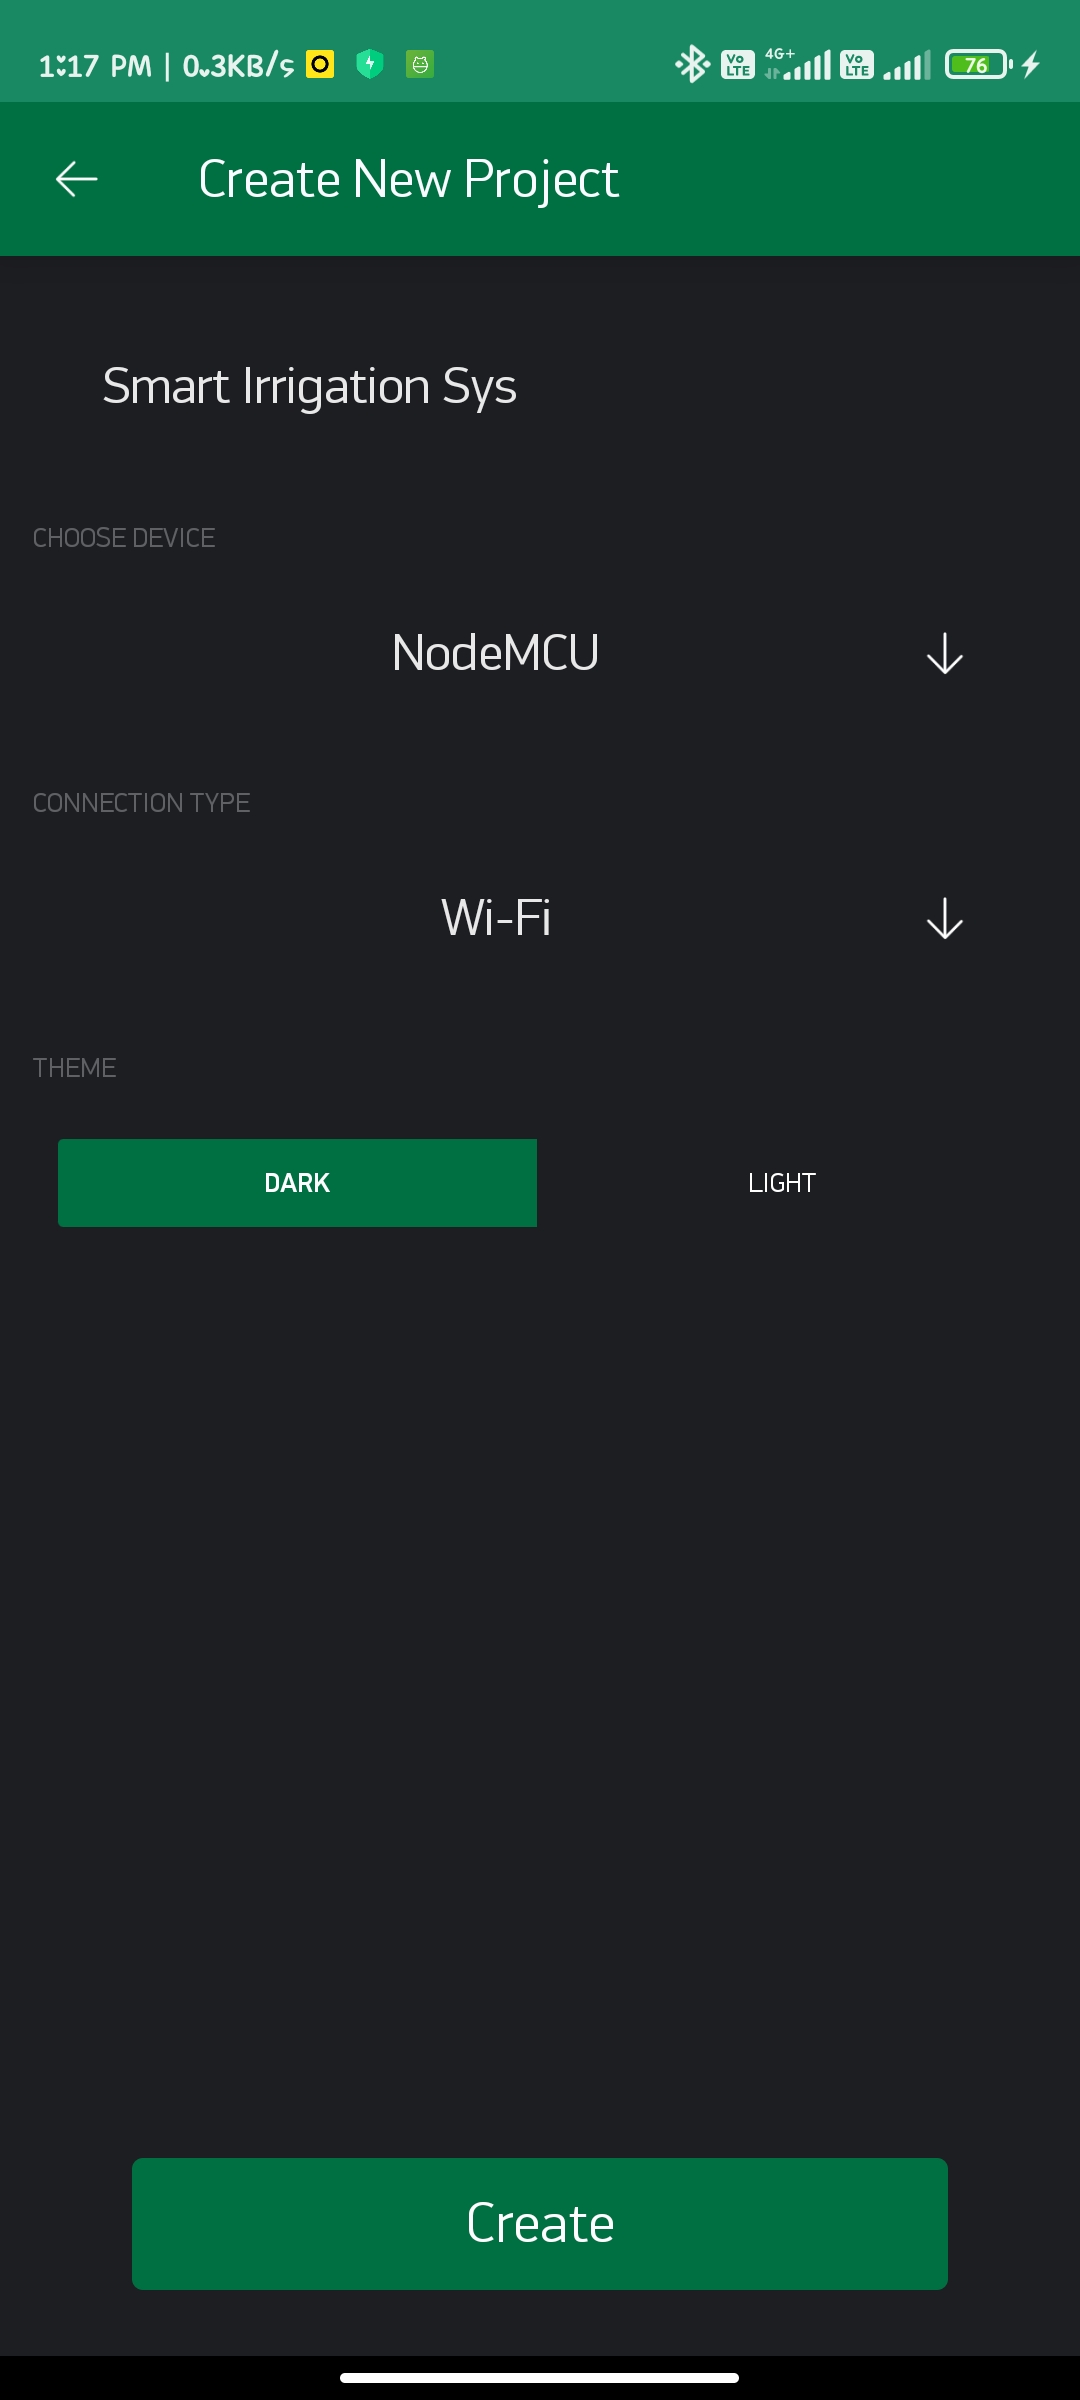 1:17 PM | 0.3KB/s
Vo LTE 4G+ Vo LTE 76
Create New Project
Smart Irrigation Sys
CHOOSE DEVICE
NodeMCU
CONNECTION TYPE
Wi-Fi
THEME
DARK LIGHT
Create